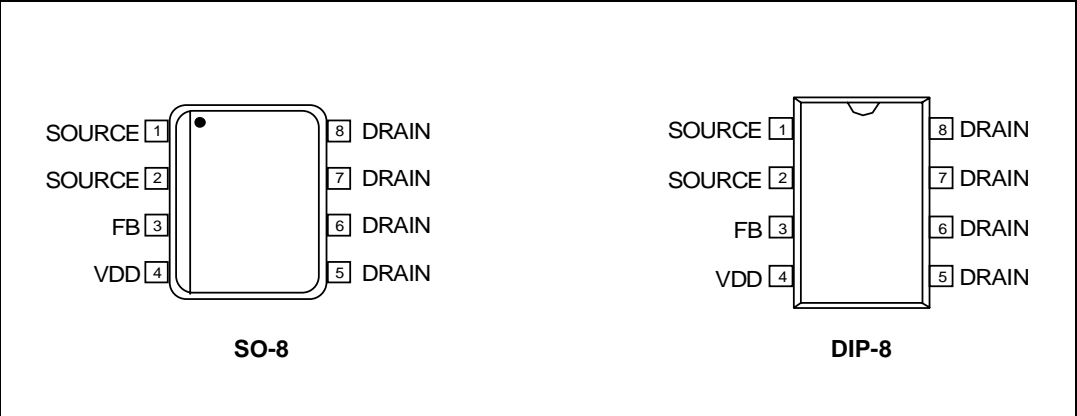 SOURCE 1 8 DRAIN
SOURCE 2 7 DRAIN
FB 3 6 DRAIN
VDD 4 5 DRAIN
SO-8
SOURCE 1 8 DRAIN
SOURCE 2 7 DRAIN
FB 3 6 DRAIN
VDD 4 5 DRAIN
DIP-8